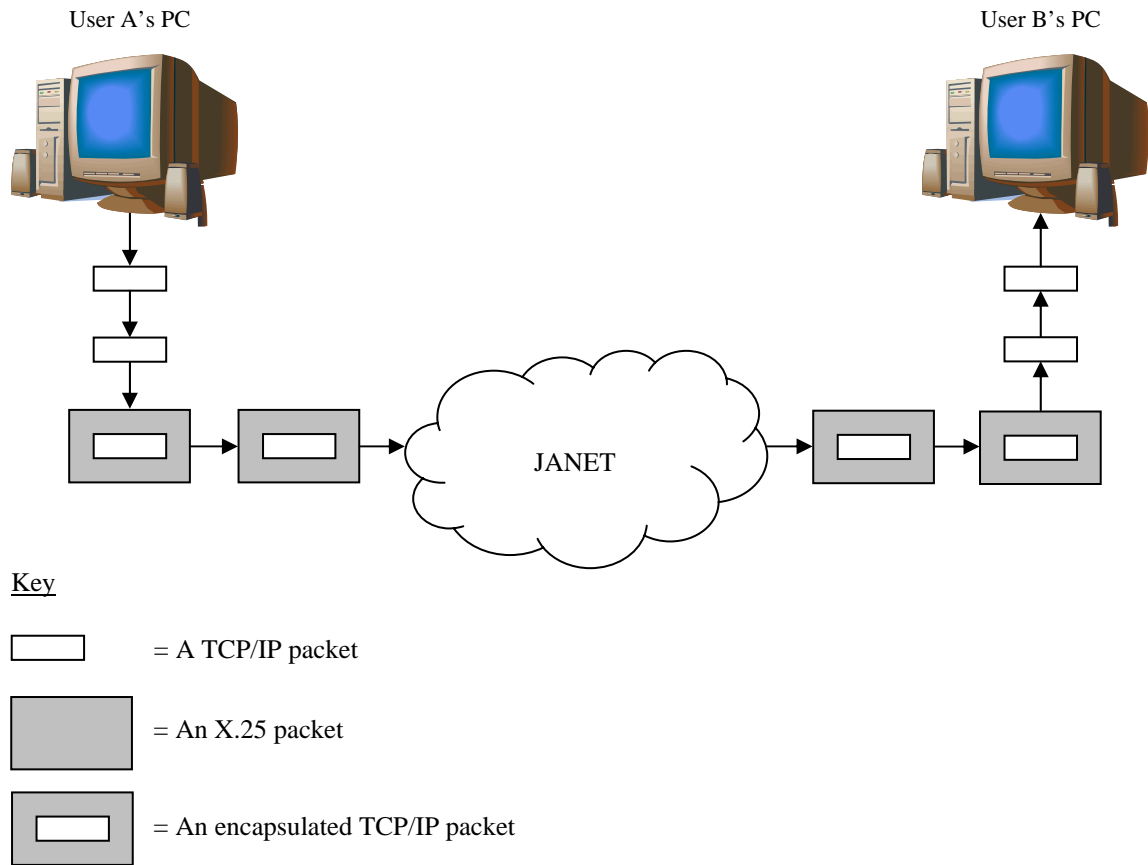 User A’s PC
User B’s PC
JANET
Key
= A TCP/IP packet
= An X.25 packet
= An encapsulated TCP/IP packet